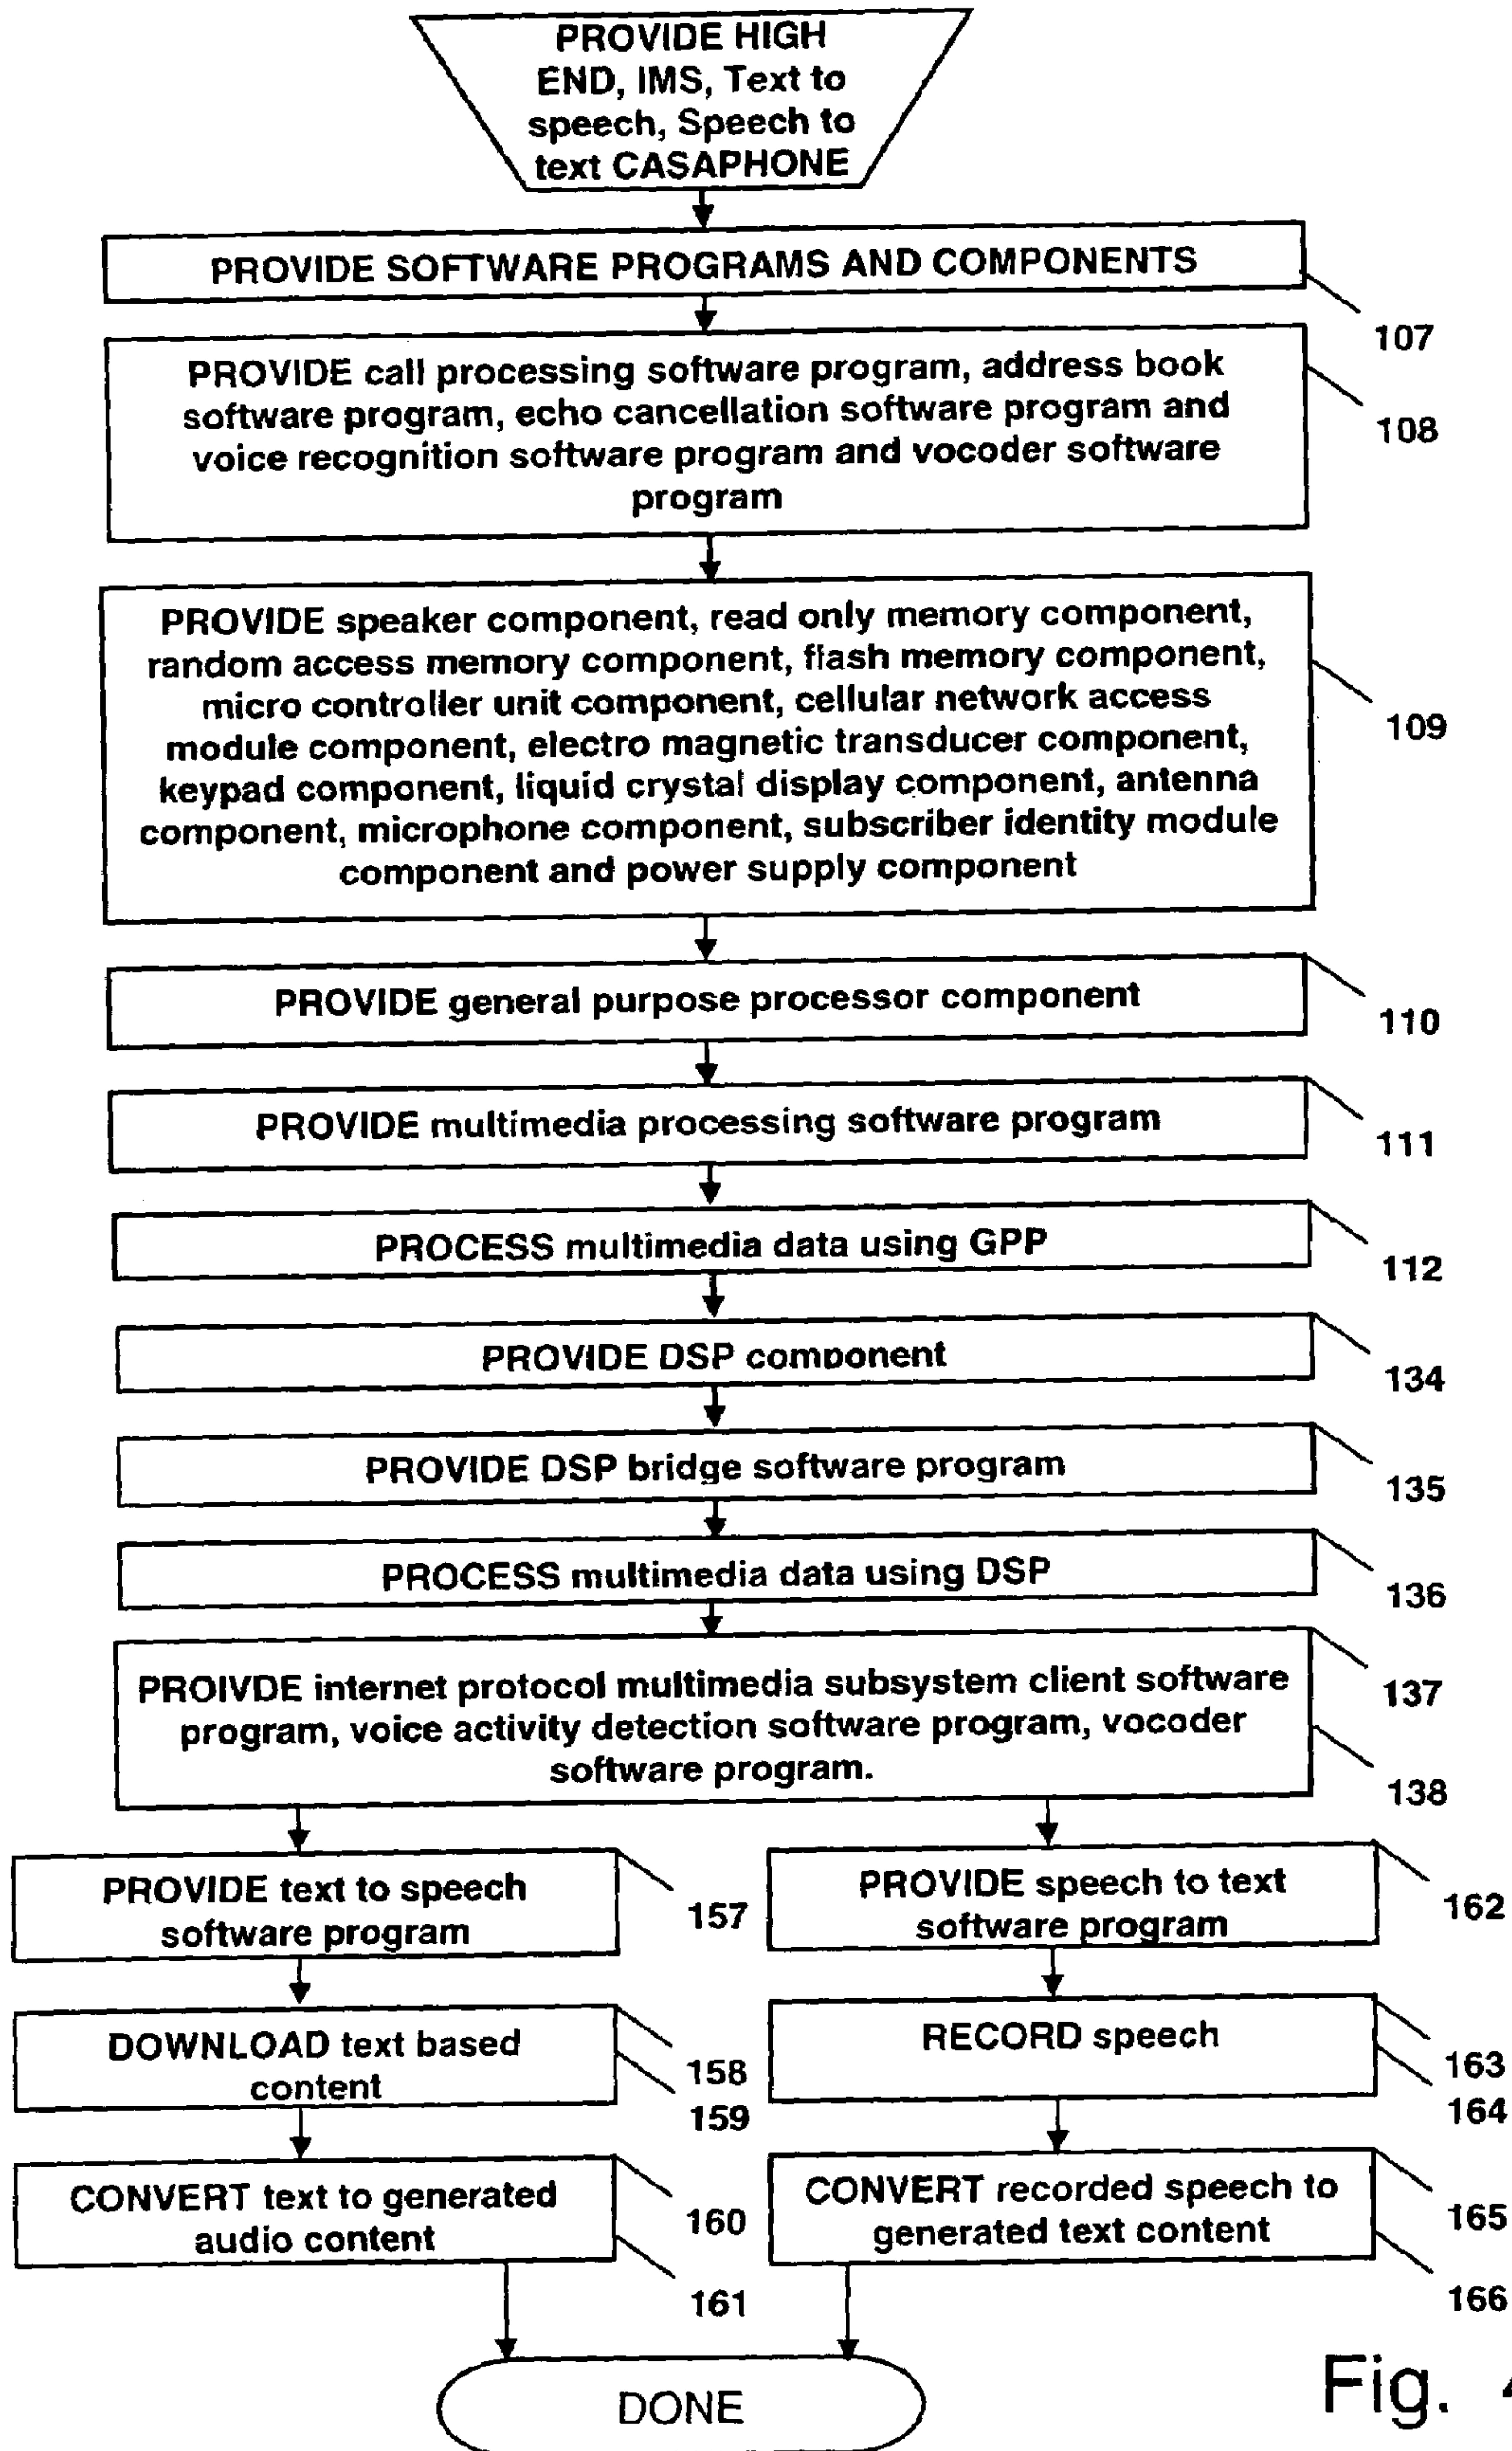 PROVIDE HIGH
END, IMS, Text to
speech, Speech to
text CASAPHONE
PROVIDE SOFTWARE PROGRAMS AND COMPONENTS
107
PROVIDE call processing software program, address book
software program, echo cancellation software program and
voice recognition software program and vocoder software
program
108
PROVIDE speaker component, read only memory component,
random access memory component, flash memory component,
micro controller unit component, cellular network access
module component, electro magnetic transducer component,
keypad component, liquid crystal display component, antenna
component, microphone component, subscriber identity module
component and power supply component
109
PROVIDE general purpose processor component
110
PROVIDE multimedia processing software program
111
PROCESS multimedia data using GPP
112
PROVIDE DSP component
134
PROVIDE DSP bridge software program
135
PROCESS multimedia data using DSP
136
PROIVDE internet protocol multimedia subsystem client software
program, voice activity detection software program, vocoder
software program.
137
138
PROVIDE text to speech
software program
157
PROVIDE speech to text
software program
162
DOWNLOAD text based
content
158
159
RECORD speech
163
164
CONVERT text to generated
audio content
160
161
CONVERT recorded speech to
generated text content
165
166
DONE
Fig.